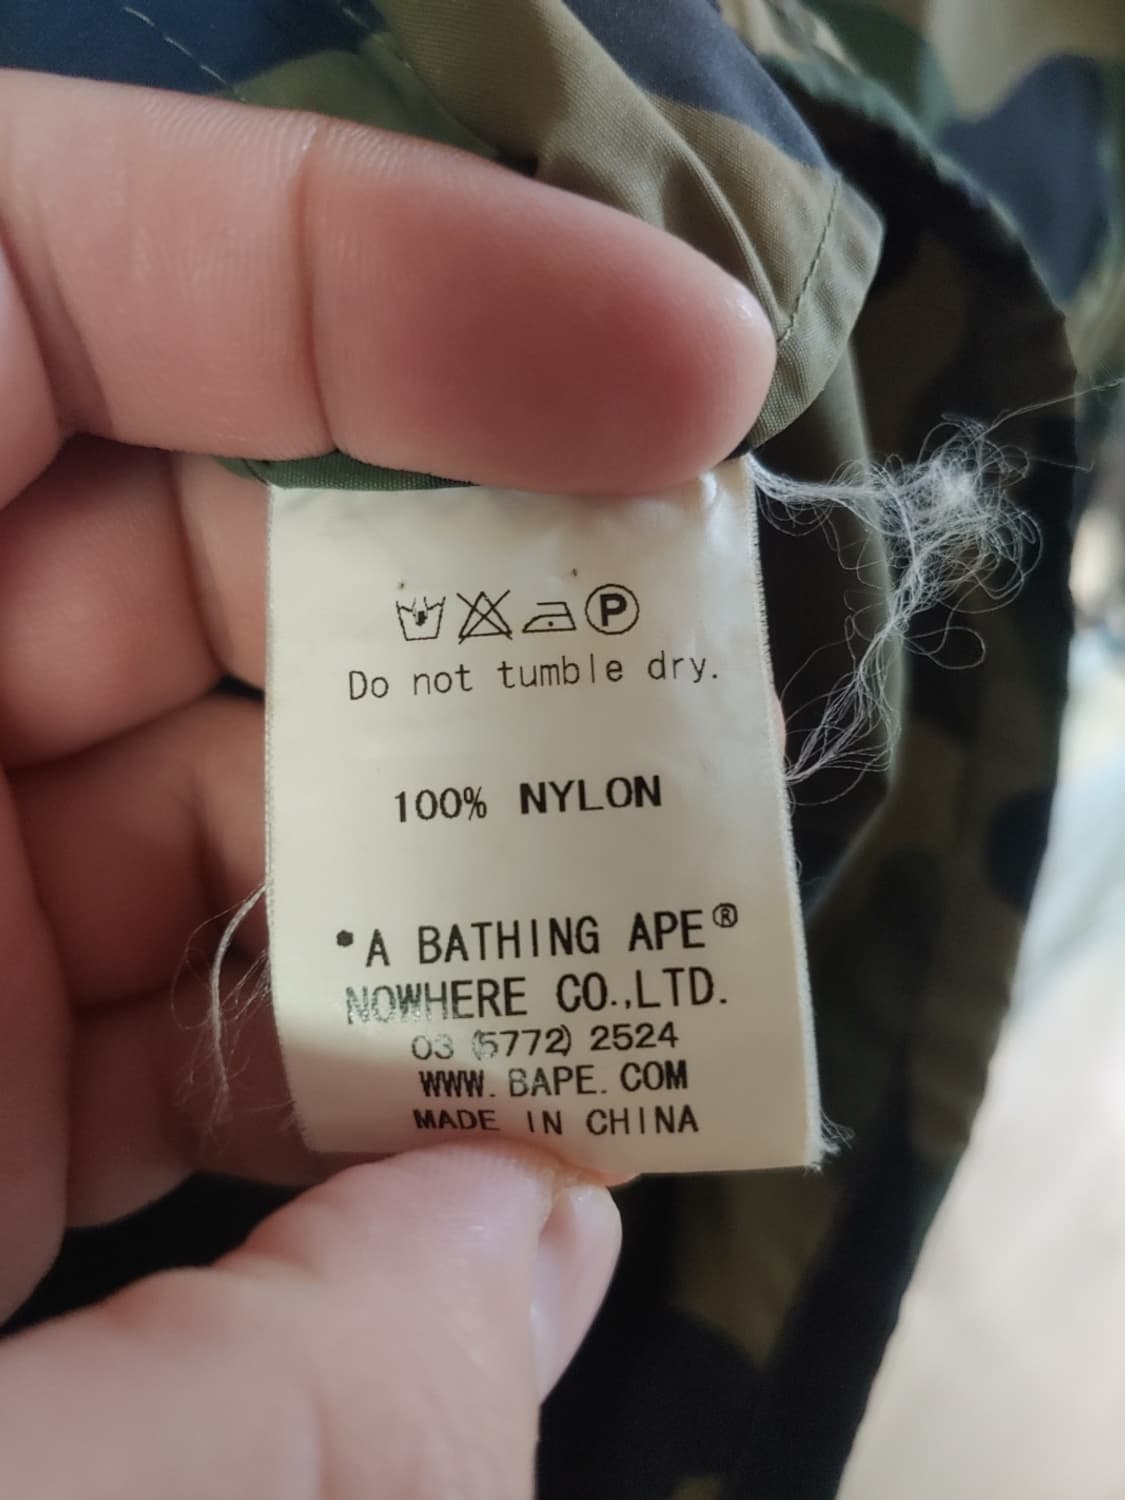 P
Do not tumble dry.
100% NYLON
*A BATHING APE®
NOWHERE CO.,LTD.
03 (5772) 2524
WWW. BAPE. COM
MADE IN CHINA